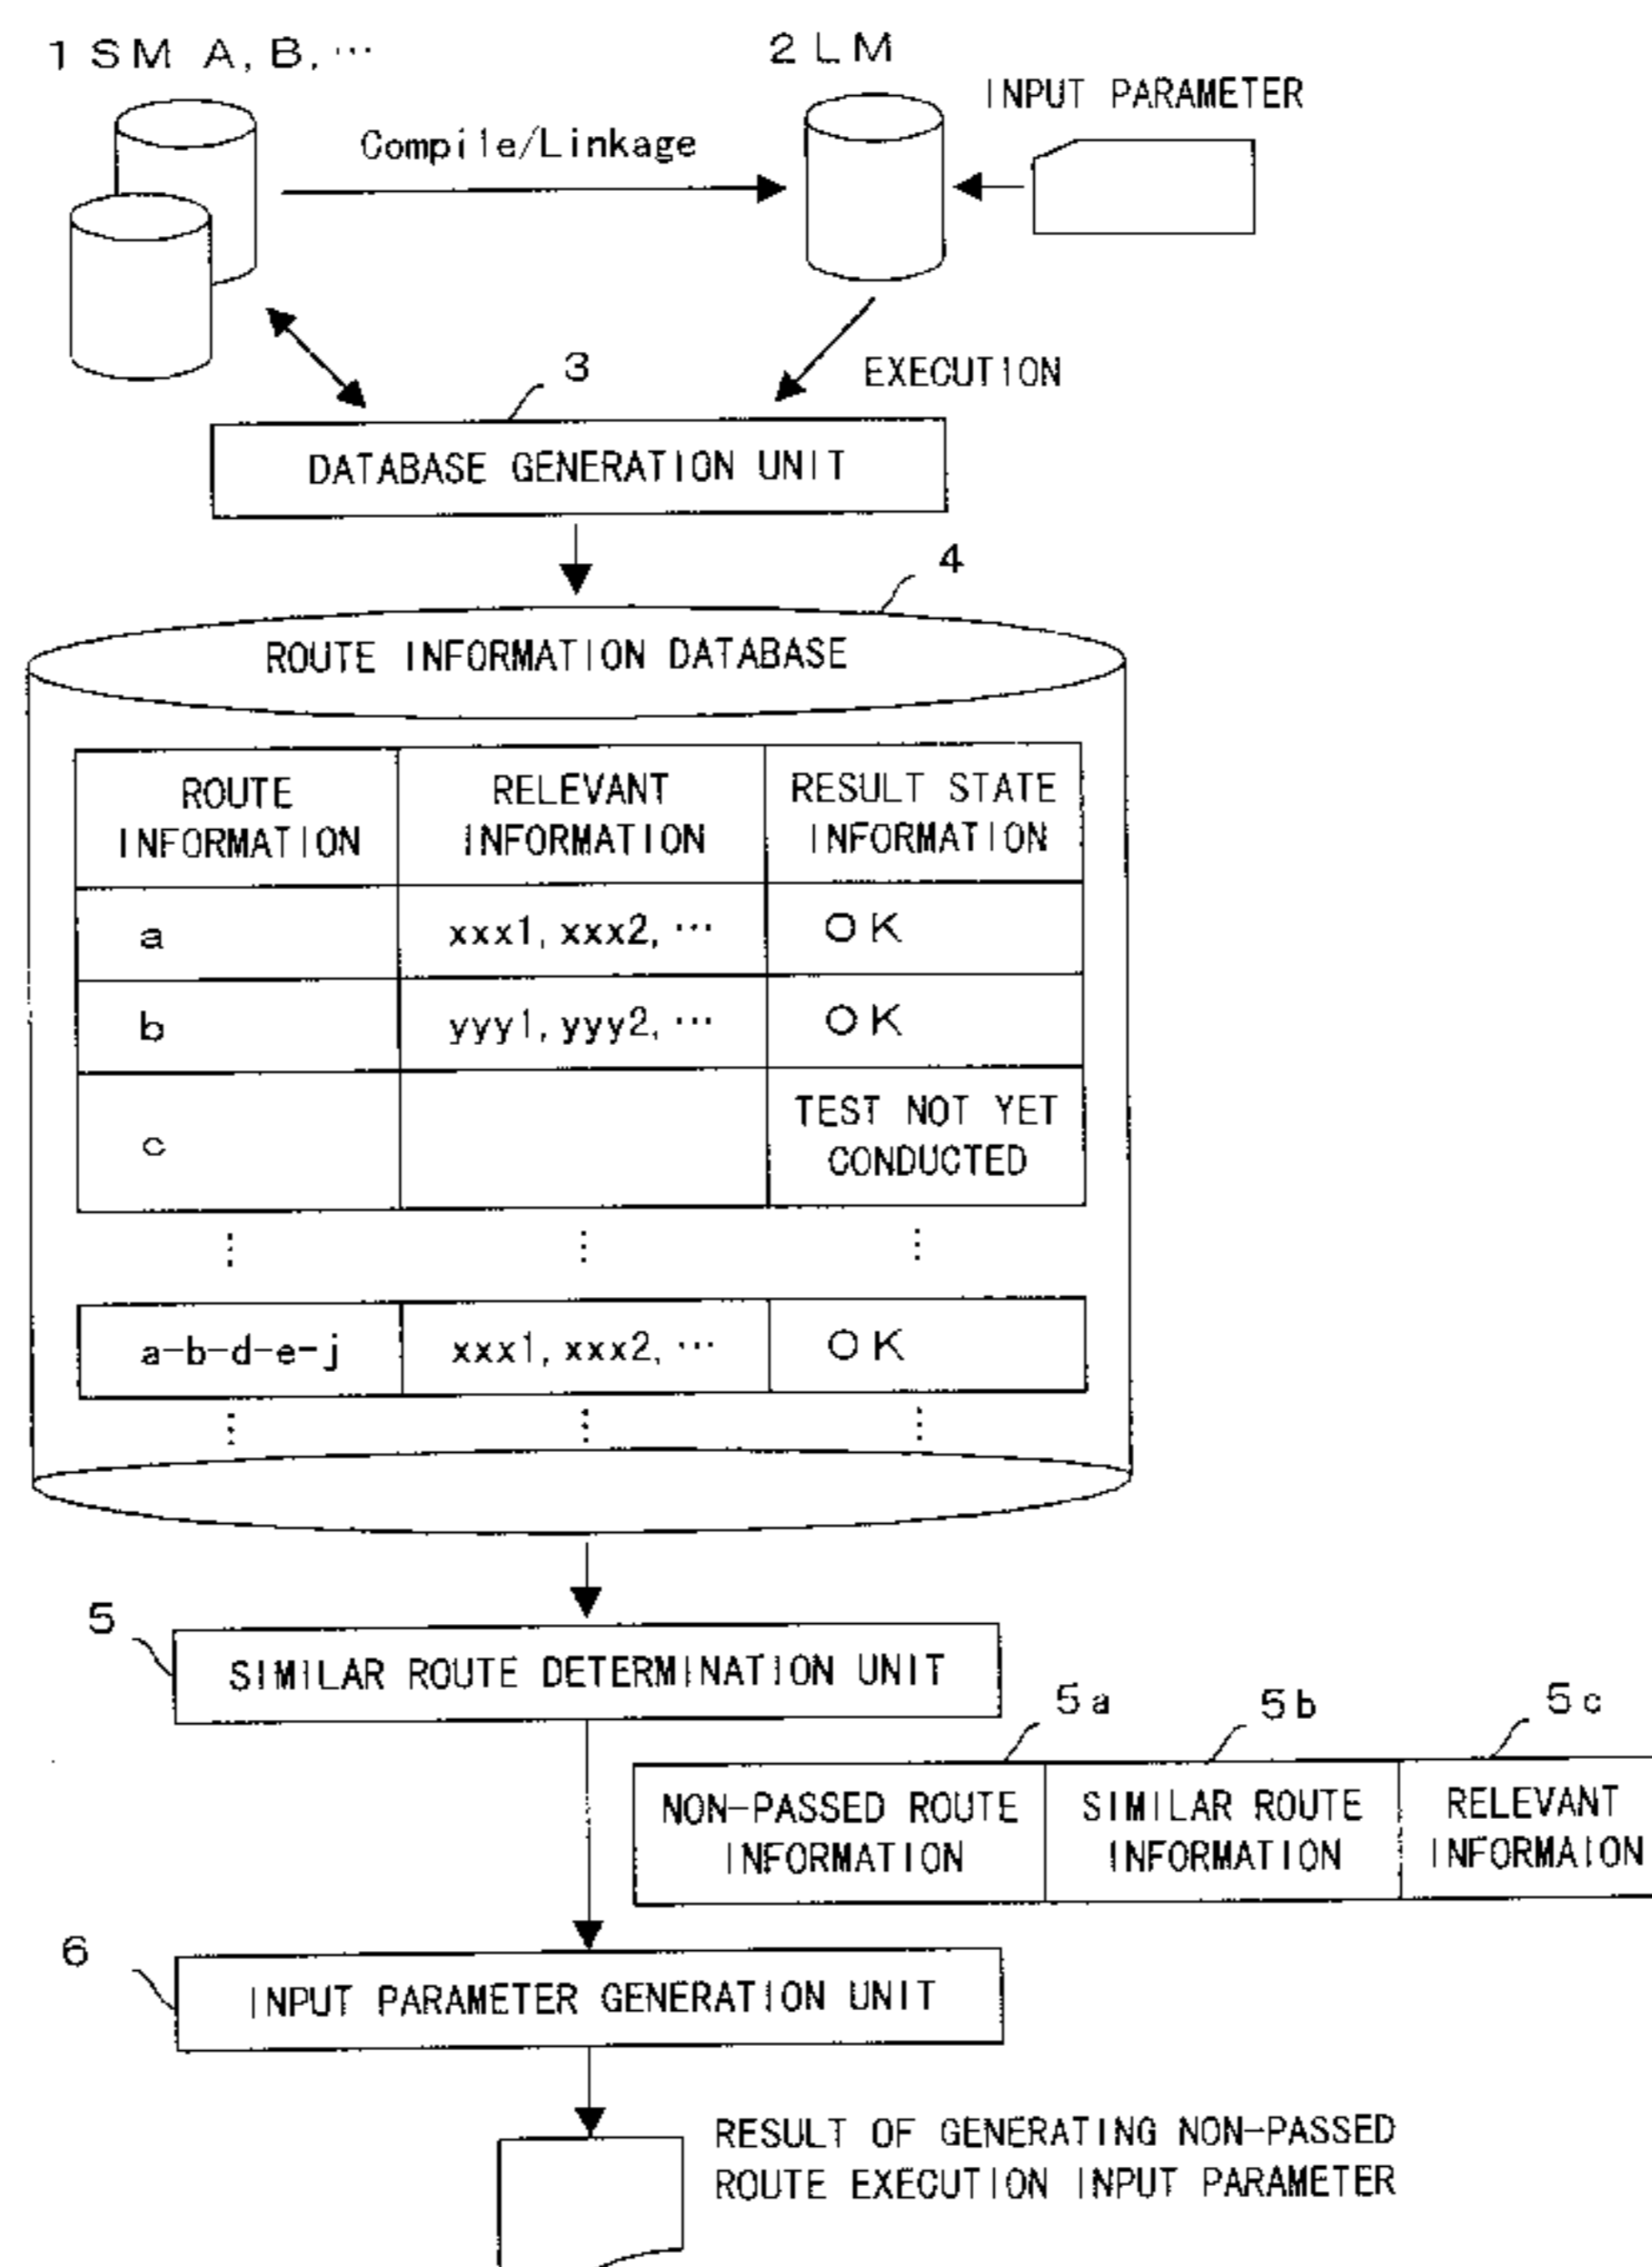 1 SM A, B, ⋯
2 LM
INPUT PARAMETER
Compile/Linkage
3
EXECUTION
DATABASE GENERATION UNIT
4
ROUTE INFORMATION DATABASE
ROUTE
INFORMATION
RELEVANT
INFORMATION
RESULT STATE
INFORMATION
a
xxx1, xxx2, ⋯
OK
b
yyy1, yyy2, ⋯
OK
c
TEST NOT YET
CONDUCTED
⋮ ⋮ ⋮
a-b-d-e-j
xxx1, xxx2, ⋯
OK
⋮ ⋮ ⋮
5
SIMILAR ROUTE DETERMINATION UNIT
5a
5b
5c
NON-PASSED ROUTE
INFORMATION
SIMILAR ROUTE
INFORMATION
RELEVANT
INFORMAION
6
INPUT PARAMETER GENERATION UNIT
RESULT OF GENERATING NON-PASSED
ROUTE EXECUTION INPUT PARAMETER